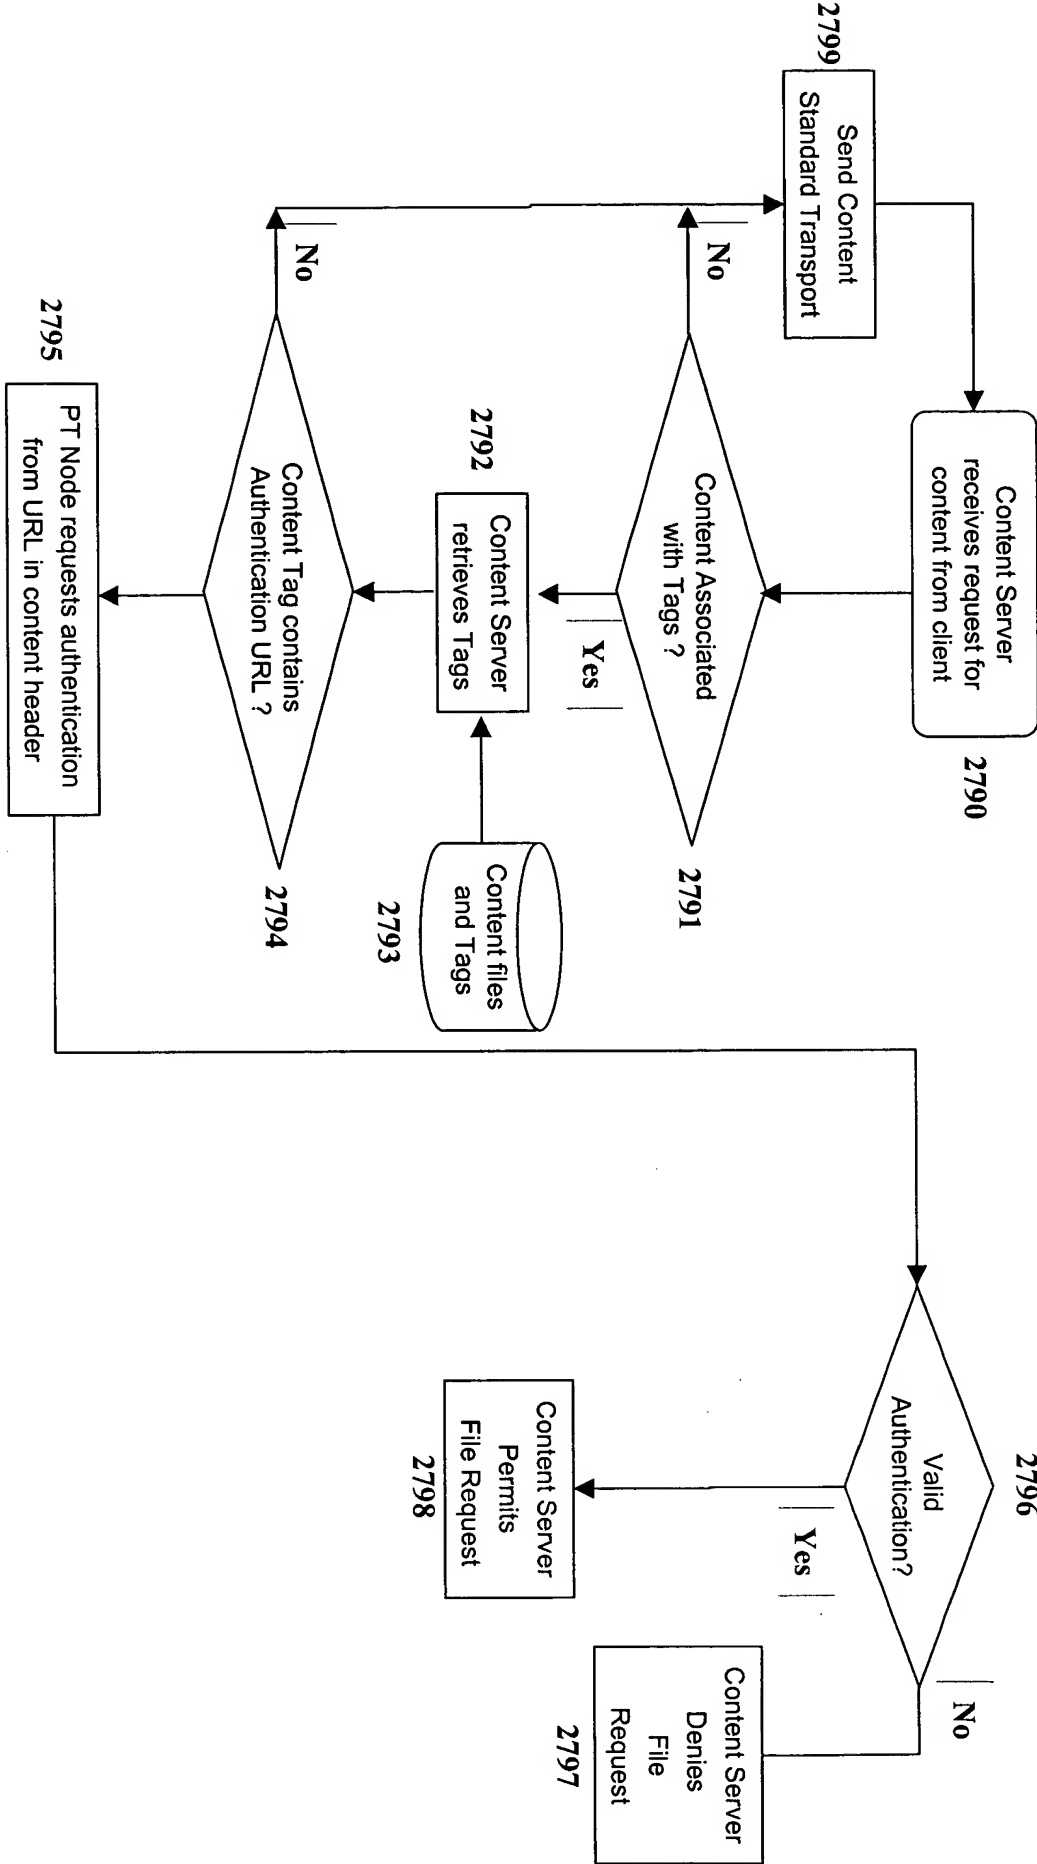 2799
Send Content
Standard Transport
Content Server
receives request for
content from client
2790
No
Content Associated
with Tags ?
2791
Yes
2792
Content Server
retrieves Tags
Content files
and Tags
2793
No
Content Tag contains
Authentication URL ?
2794
2795
PT Node requests authentication
from URL in content header
2796
Valid
Authentication?
No
Yes
Content Server
Permits
File Request
2798
Content Server
Denies
File
Request
2797